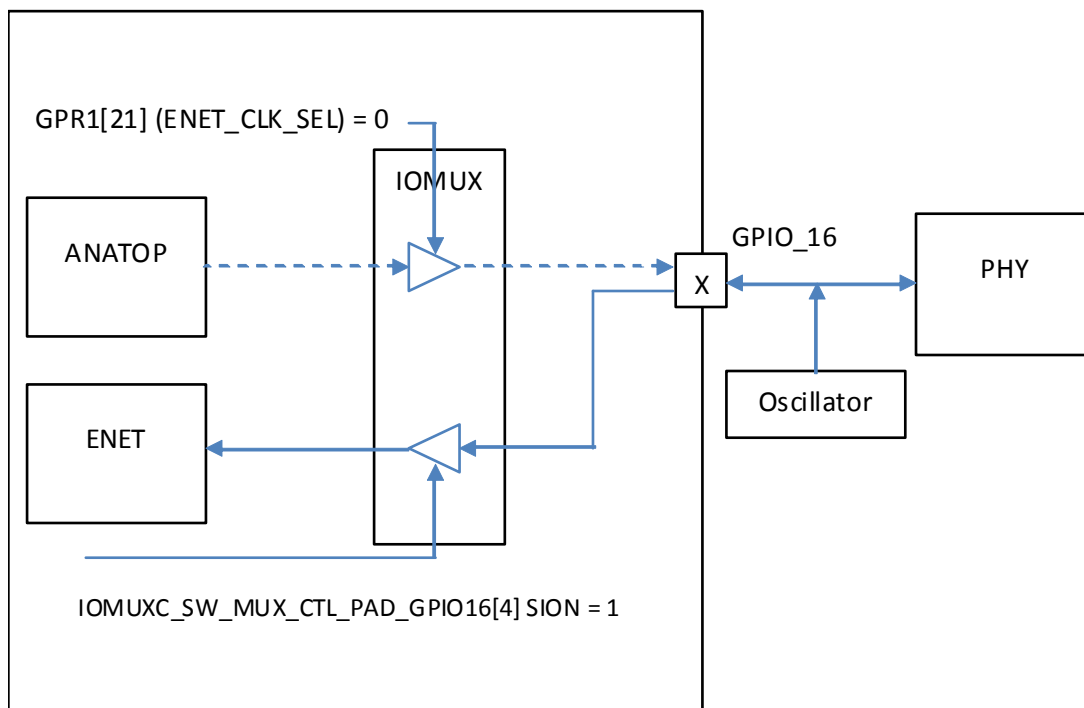 GPR1[21] (ENET_CLK_SEL) = 0
IOMUX
ANATOP
GPIO_16
PHY
X
Oscillator
ENET
IOMUXC_SW_MUX_CTL_PAD_GPIO16[4] SION = 1